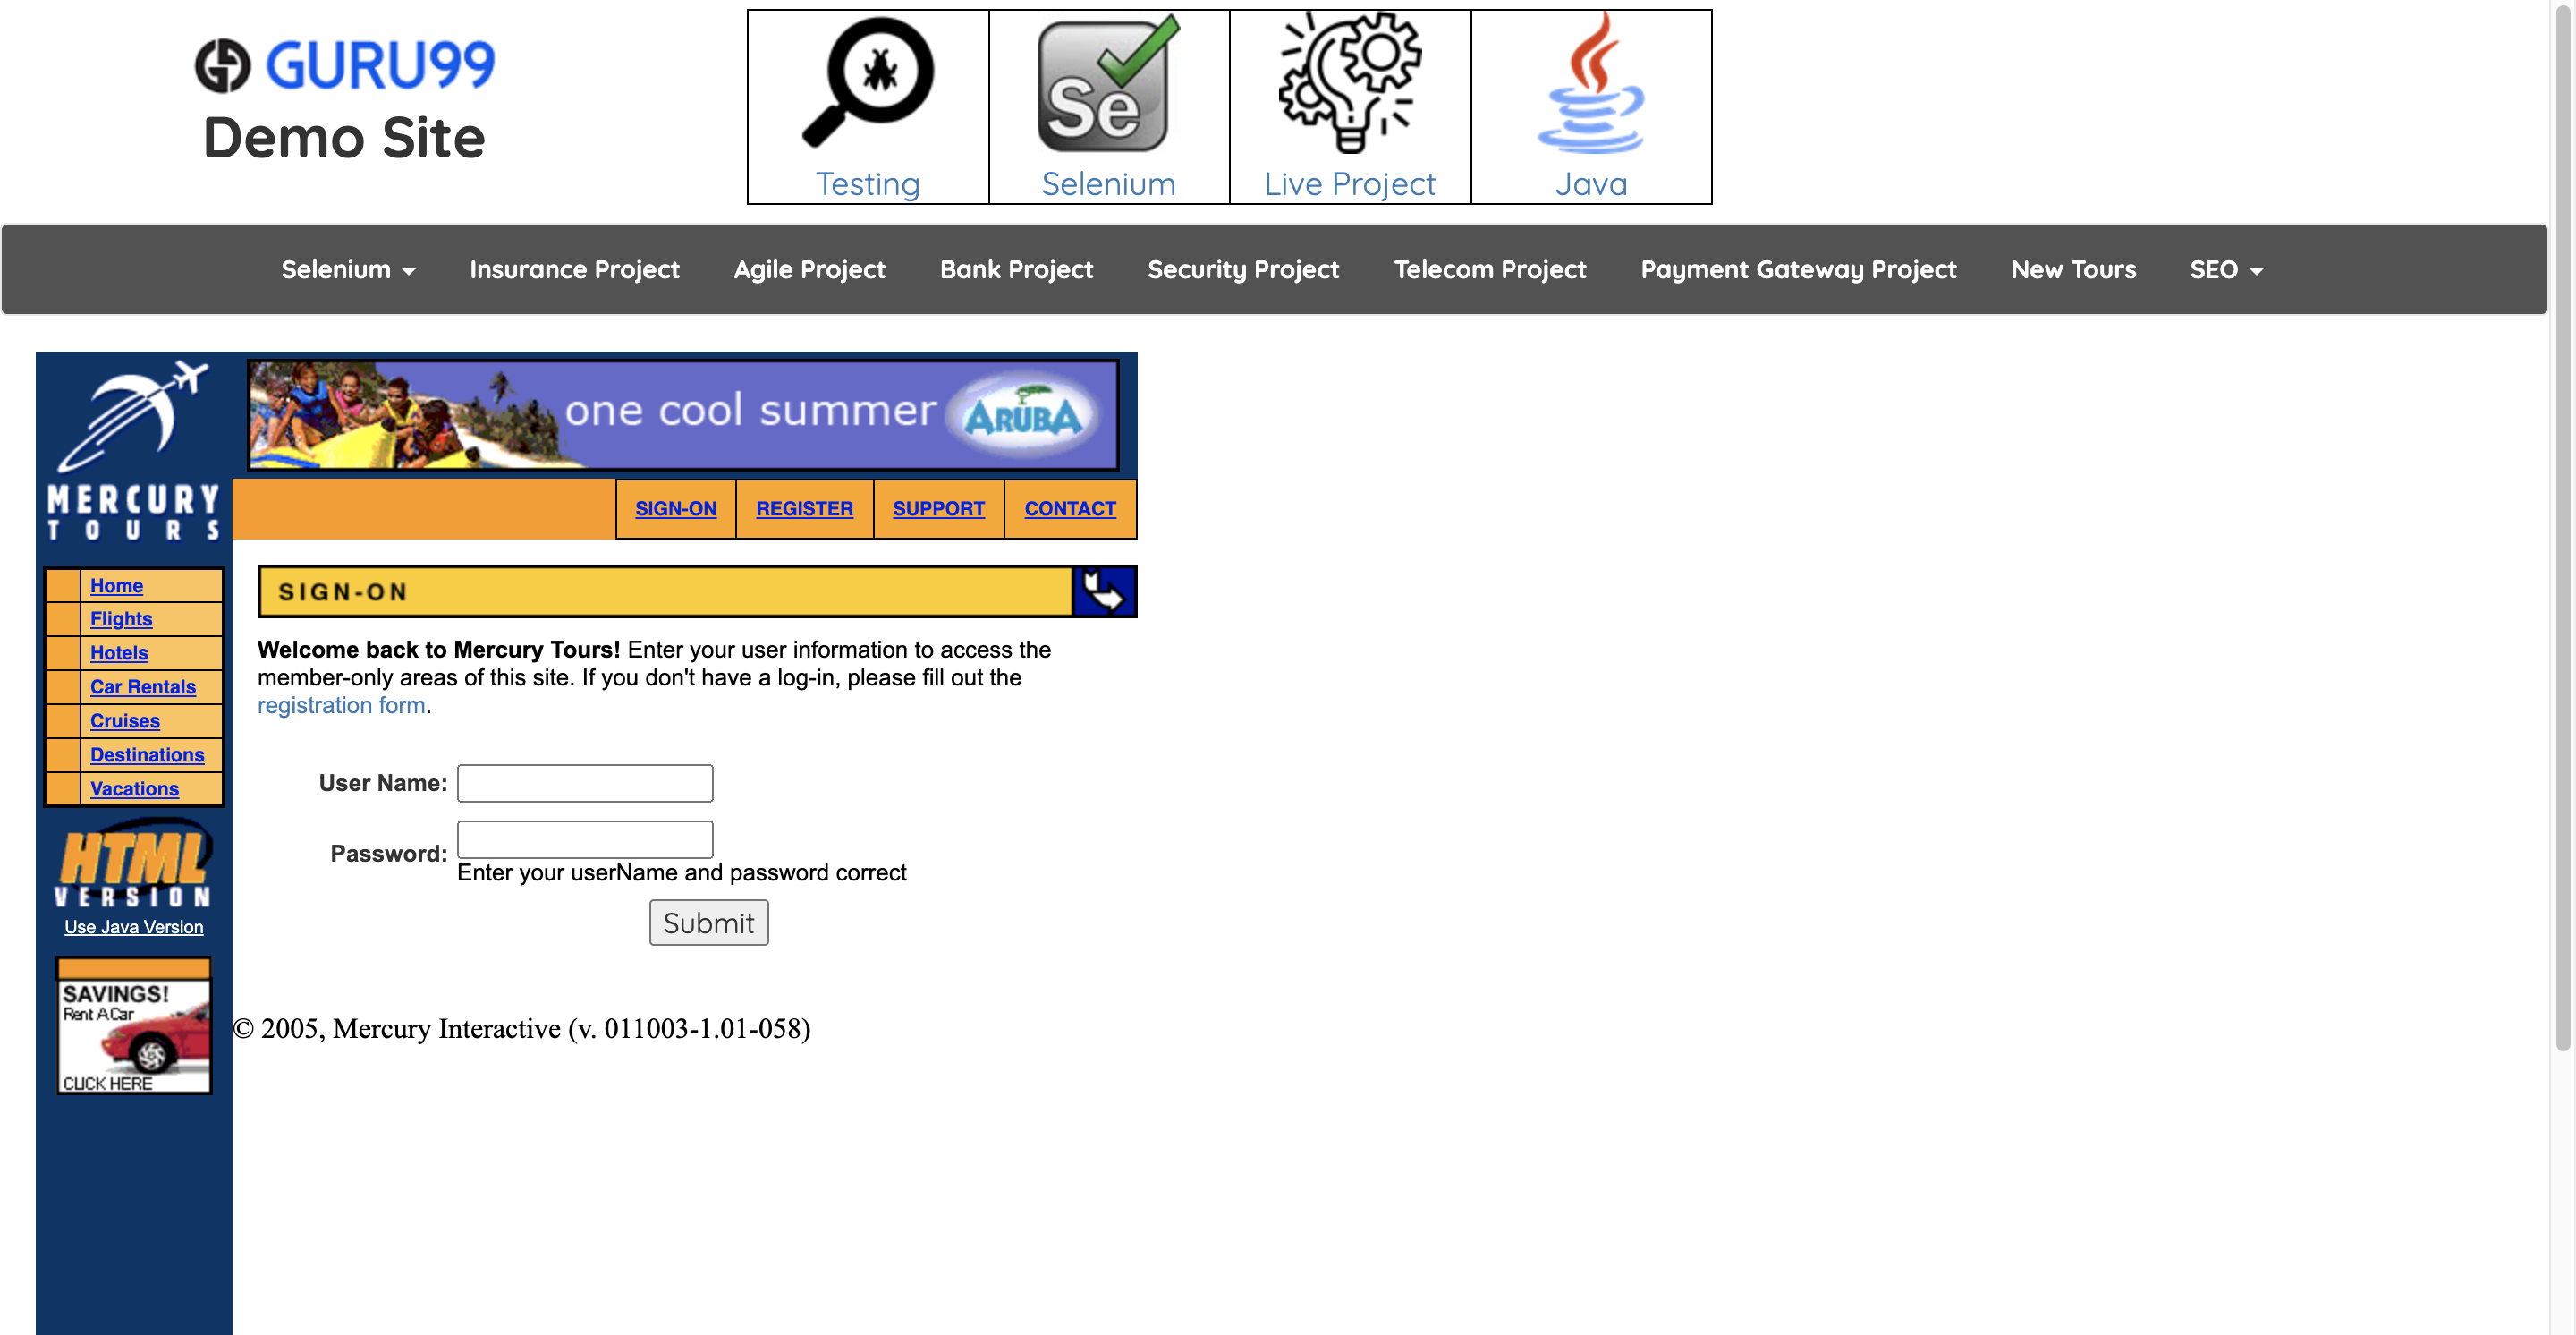 GURU99
Demo Site
Se
Testing
Selenium
Live Project
Java
Selenium
Insurance Project
Agile Project
Bank Project
Security Project
Telecom Project
Payment Gateway Project
New Tours
SEO
MERCURY
TOURS
one cool summer
ARUBA
SIGN-ON
REGISTER
SUPPORT
CONTACT
Home
Flights
Hotels
Car Rentals
Cruises
Destinations
Vacations
HTML
VERSION
Use Java Version
SAVINGS!
Rent A Car
CLICK HERE
SIGN-ON
Welcome back to Mercury Tours! Enter your user information to access the
member-only areas of this site. If you don't have a log-in, please fill out the
registration form.
User Name:
Password:
Enter your userName and password correct
Submit
© 2005, Mercury Interactive (v. 011003-1.01-058)